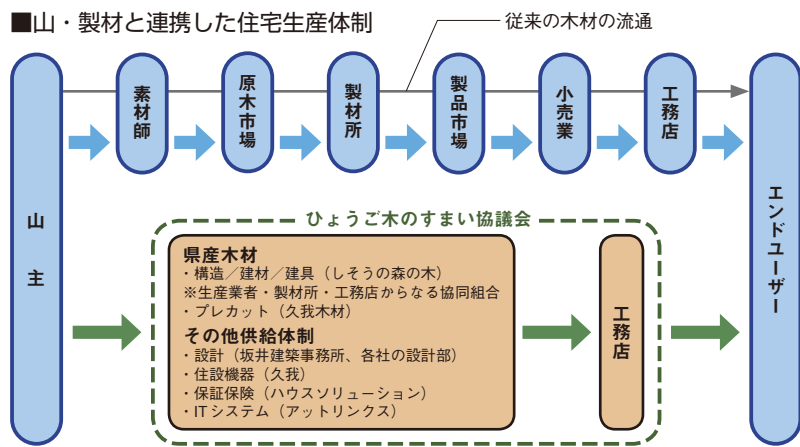 ■山・製材と連携した住宅生産体制
従来の木材の流通
山主
素材師
原木市場
製材所
製品市場
小売業
工務店
エンドユーザー
ひょうご木のすまい協議会
県産木材
・構造／建材／建具（しそうの森の木）
※生産業者・製材所・工務店からなる協同組合
・プレカット（久我木材）
その他供給体制
・設計（坂井建築事務所、各社の設計部）
・住設機器（久我）
・保証保険（ハウスソリューション）
・ITシステム（アットリンクス）
工務店